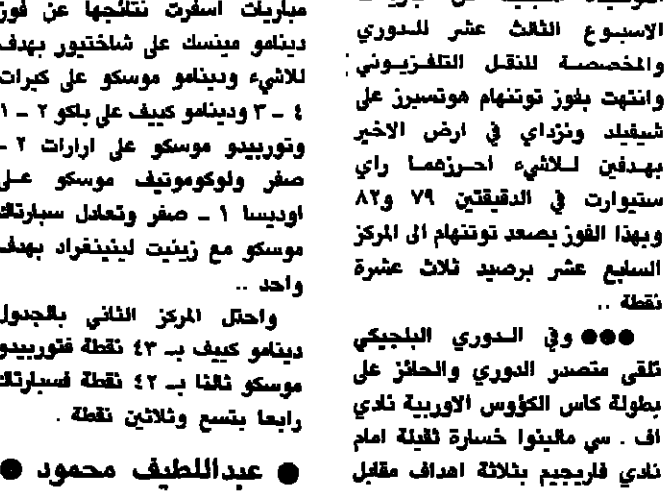 الاسبوع الثالث عشر للدوري
والمخصصة للنقل التلفزيوني
وانتهت بفوز توتنهام هوتسبرز على
شيفيلد ونزداي في ارض الاخير
بهدفين للاشيء احرزهما راي
ستيوارت في الدقيقتين ٧٩ و٨٢
وبهذا الفوز يصعد توتنهام الى المركز
السابع عشر برصيد ثلاث عشرة
نقطة ..
●●● وفي الدوري البلجيكي
تلقى متصدر الدوري والحائز على
بطولة كاس الكؤوس الاوربية نادي
اف . سي مالينوا خسارة ثقيلة امام
نادي فاريجيم بثلاثة اهداف مقابل
مباريات اسفرت نتائجها عن فوز
دينامو مينسك على شاختيور بهدف
للاشيء ودينامو موسكو على كيرات
٤ - ٣ ودينامو كييف على باكو ٢ - ١
وتوربيدو موسكو على ارارات ٢ -
صفر ولوكوموتيف موسكو على
اوديسا ١ - صفر وتعادل سبارتاك
موسكو مع زينيت لينينغراد بهدف
واحد ..
واحتل المركز الثاني بالجدول
دينامو كييف بـ ٤٣ نقطة فتوربيدو
موسكو ثالثا بـ ٤٢ نقطة فسبارتاك
رابعا بتسع وثلاثين نقطة .
● عبداللطيف محمود ●